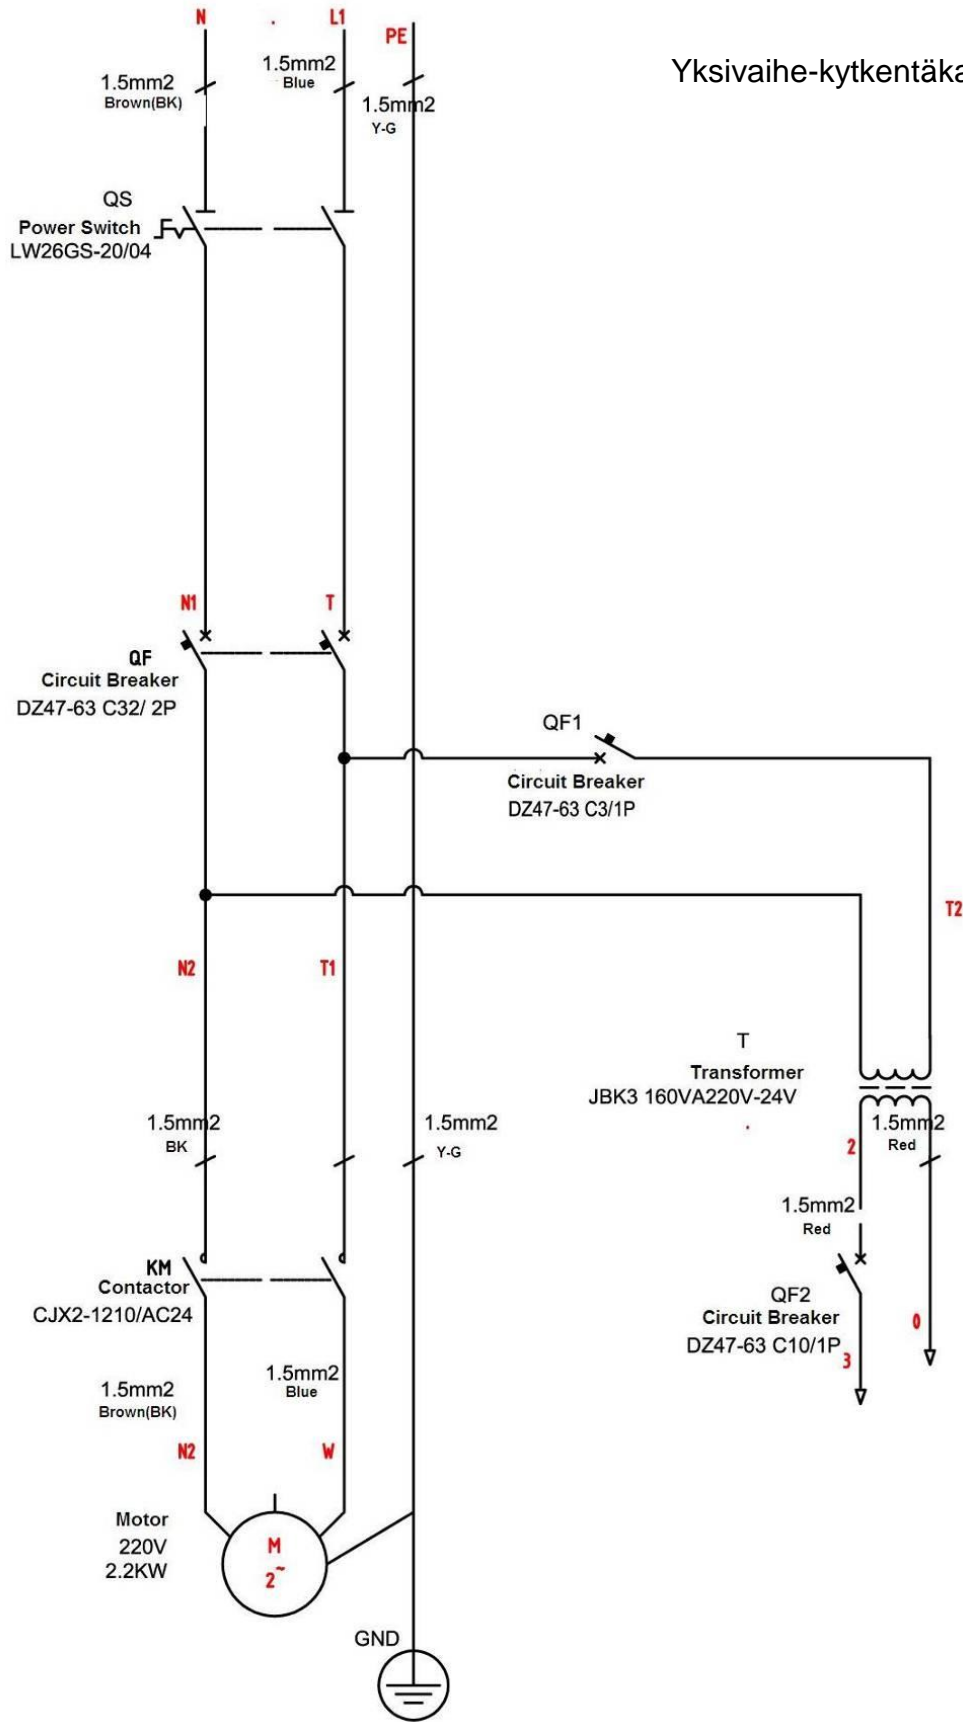 N
L1
PE
Yksivaihe-kytkentäka
1.5mm2
Brown(BK)
1.5mm2
Blue
1.5mm2
Y-G
QS
Power Switch
LW26GS-20/04
N1
T
QF
Circuit Breaker
DZ47-63 C32/ 2P
QF1
Circuit Breaker
DZ47-63 C3/1P
T2
N2
T1
T
Transformer
JBK3 160VA220V-24V
1.5mm2
BK
1.5mm2
Y-G
2
1.5mm2
Red
1.5mm2
Red
KM
Contactor
CJX2-1210/AC24
QF2
Circuit Breaker
DZ47-63 C10/1P
3
0
1.5mm2
Brown(BK)
1.5mm2
Blue
N2
W
Motor
220V
2.2KW
M
2~
GND